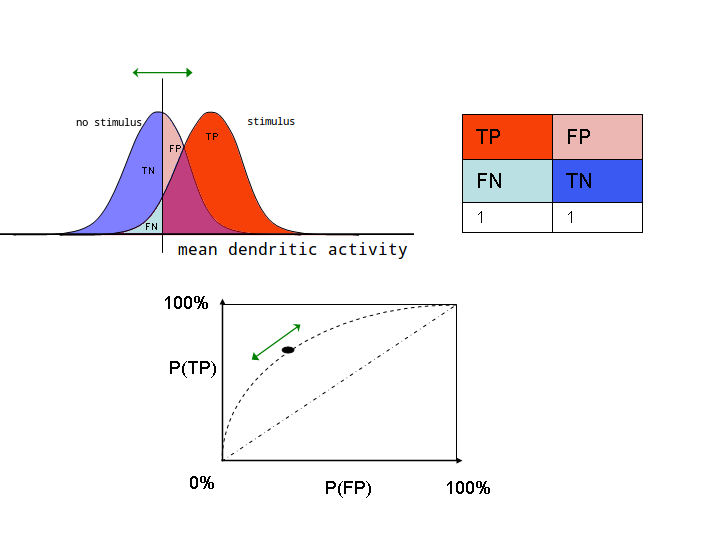 no stimulus
stimulus
TP
FP
TN
FN
mean dendritic activity
TP FP
FN TN
1 1
100%
P(TP)
0%
P(FP)
100%